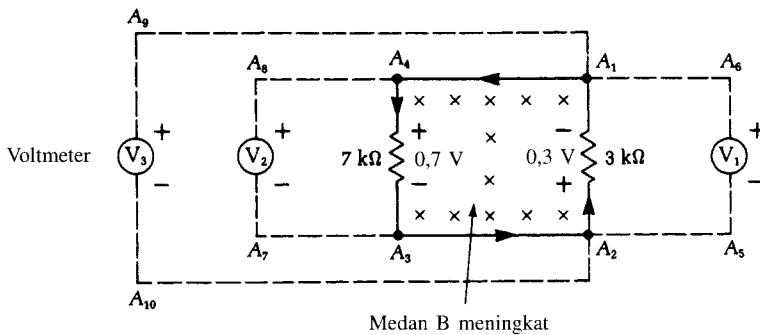 A₉
A₈ A₄ A₁ A₆
× × × × ×
+ + + − +
Voltmeter V₃ V₂ 7 kΩ 0,7 V × 0,3 V 3 kΩ V₁
− − − × + −
× × × × ×
A₇ A₃ A₂ A₅
A₁₀
Medan B meningkat